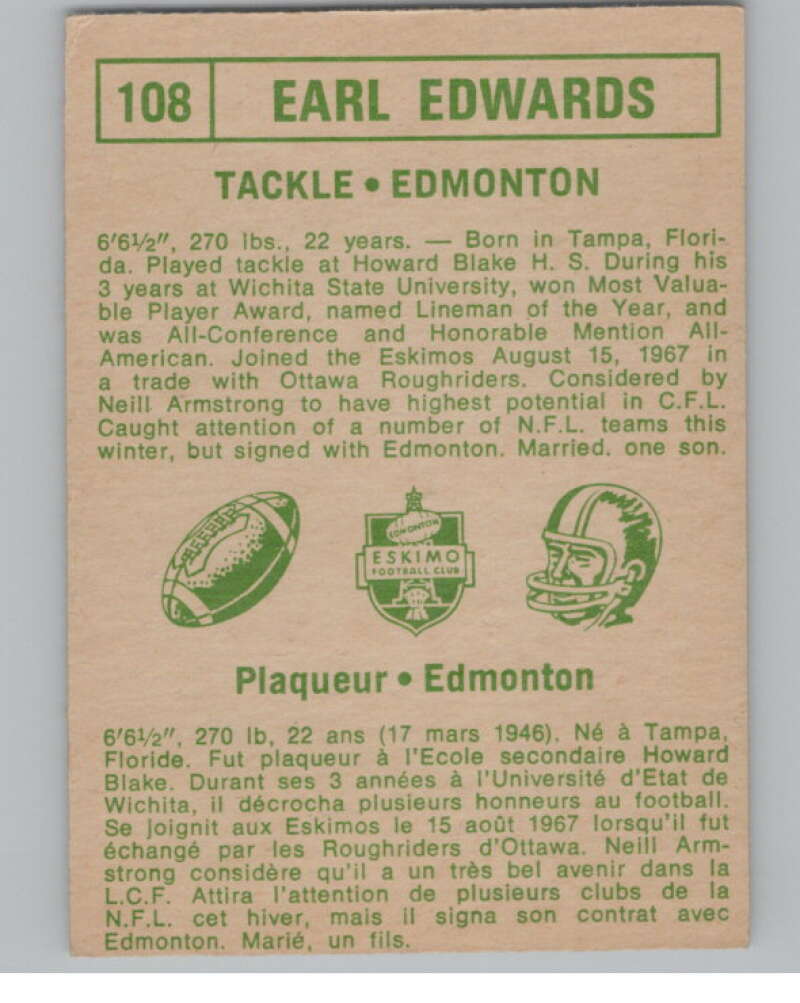 108 EARL EDWARDS
TACKLE • EDMONTON
6'6½", 270 lbs., 22 years. — Born in Tampa, Flori-
da. Played tackle at Howard Blake H. S. During his
3 years at Wichita State University, won Most Valua-
ble Player Award, named Lineman of the Year, and
was All-Conference and Honorable Mention All-
American. Joined the Eskimos August 15, 1967 in
a trade with Ottawa Roughriders. Considered by
Neill Armstrong to have highest potential in C.F.L.
Caught attention of a number of N.F.L. teams this
winter, but signed with Edmonton. Married. one son.
EDMONTON
ESKIMO
FOOTBALL CLUB
Plaqueur • Edmonton
6'6½", 270 lb, 22 ans (17 mars 1946). Né à Tampa,
Floride. Fut plaqueur à l'Ecole secondaire Howard
Blake. Durant ses 3 années à l'Université d'Etat de
Wichita, il décrocha plusieurs honneurs au football.
Se joignit aux Eskimos le 15 août 1967 lorsqu'il fut
échangé par les Roughriders d'Ottawa. Neill Arm-
strong considère qu'il a un très bel avenir dans la
L.C.F. Attira l'attention de plusieurs clubs de la
N.F.L. cet hiver, mais il signa son contrat avec
Edmonton. Marié, un fils.